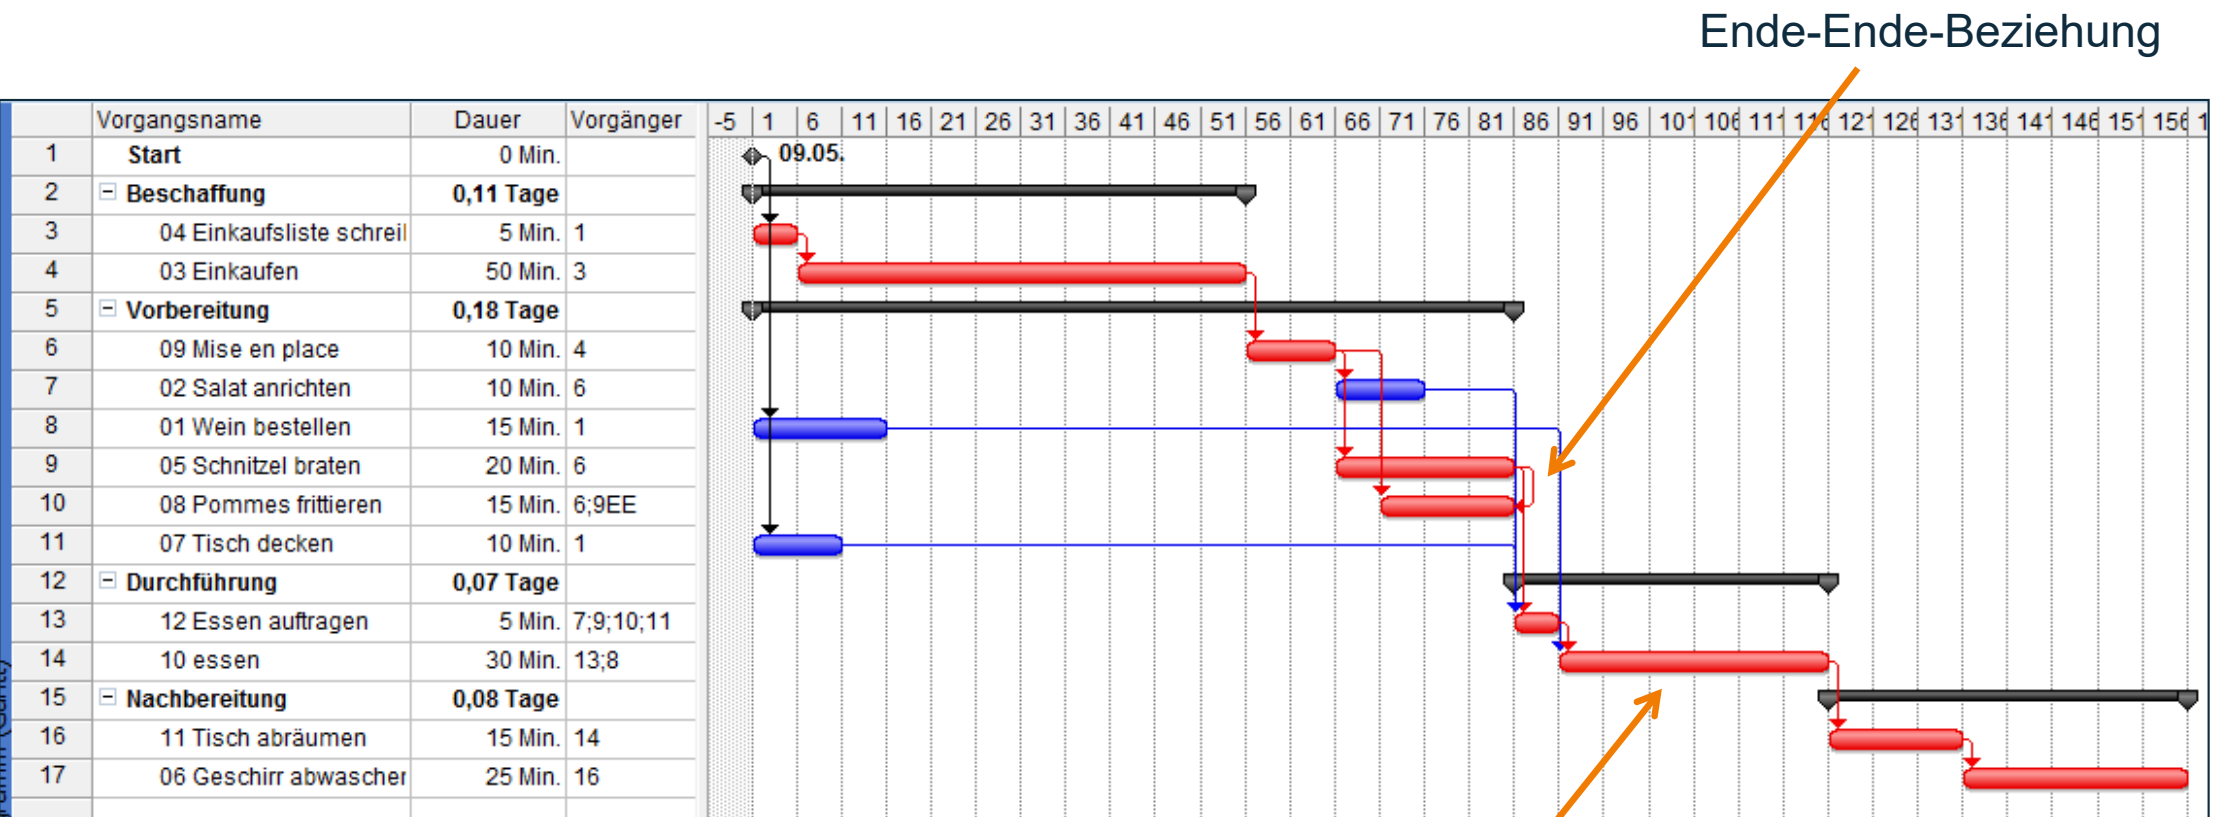 Ende-Ende-Beziehung
Vorgangsname Dauer Vorgänger -5 1 6 11 16 21 26 31 36 41 46 51 56 61 66 71 76 81 86 91 96
1 Start 0 Min. 09.05.
2 Beschaffung 0,11 Tage
3 04 Einkaufsliste 5 Min. 1
4 03 Einkaufen 50 Min. 3
5 Vorbereitung 0,18 Tage
6 09 Mise en place 10 Min. 4
7 02 Salat anrichten 10 Min. 6
8 01 Wein bestellen 15 Min. 1
9 05 Schnitzel braten 20 Min. 6
10 08 Pommes frittieren 15 Min. 6;9EE
11 07 Tisch decken 10 Min. 1
12 Durchführung 0,07 Tage
13 12 Essen auftragen 5 Min. 7;9;10;11
14 10 essen 30 Min. 13;8
15 Nachbereitung 0,08 Tage
16 11 Tisch abräumen 15 Min. 14
17 06 Geschirr 25 Min. 16